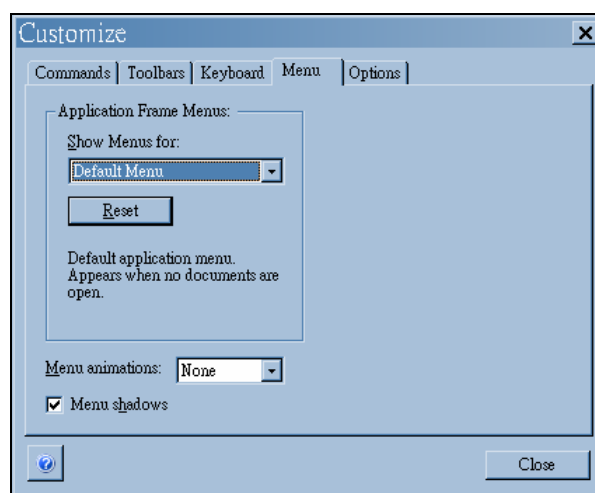 Customize
Commands Toolbars Keyboard Menu Options
Application Frame Menus:
Show Menus for:
Default Menu
Reset
Default application menu.
Appears when no documents are
open.
Menu animations: None
Menu shadows
Close